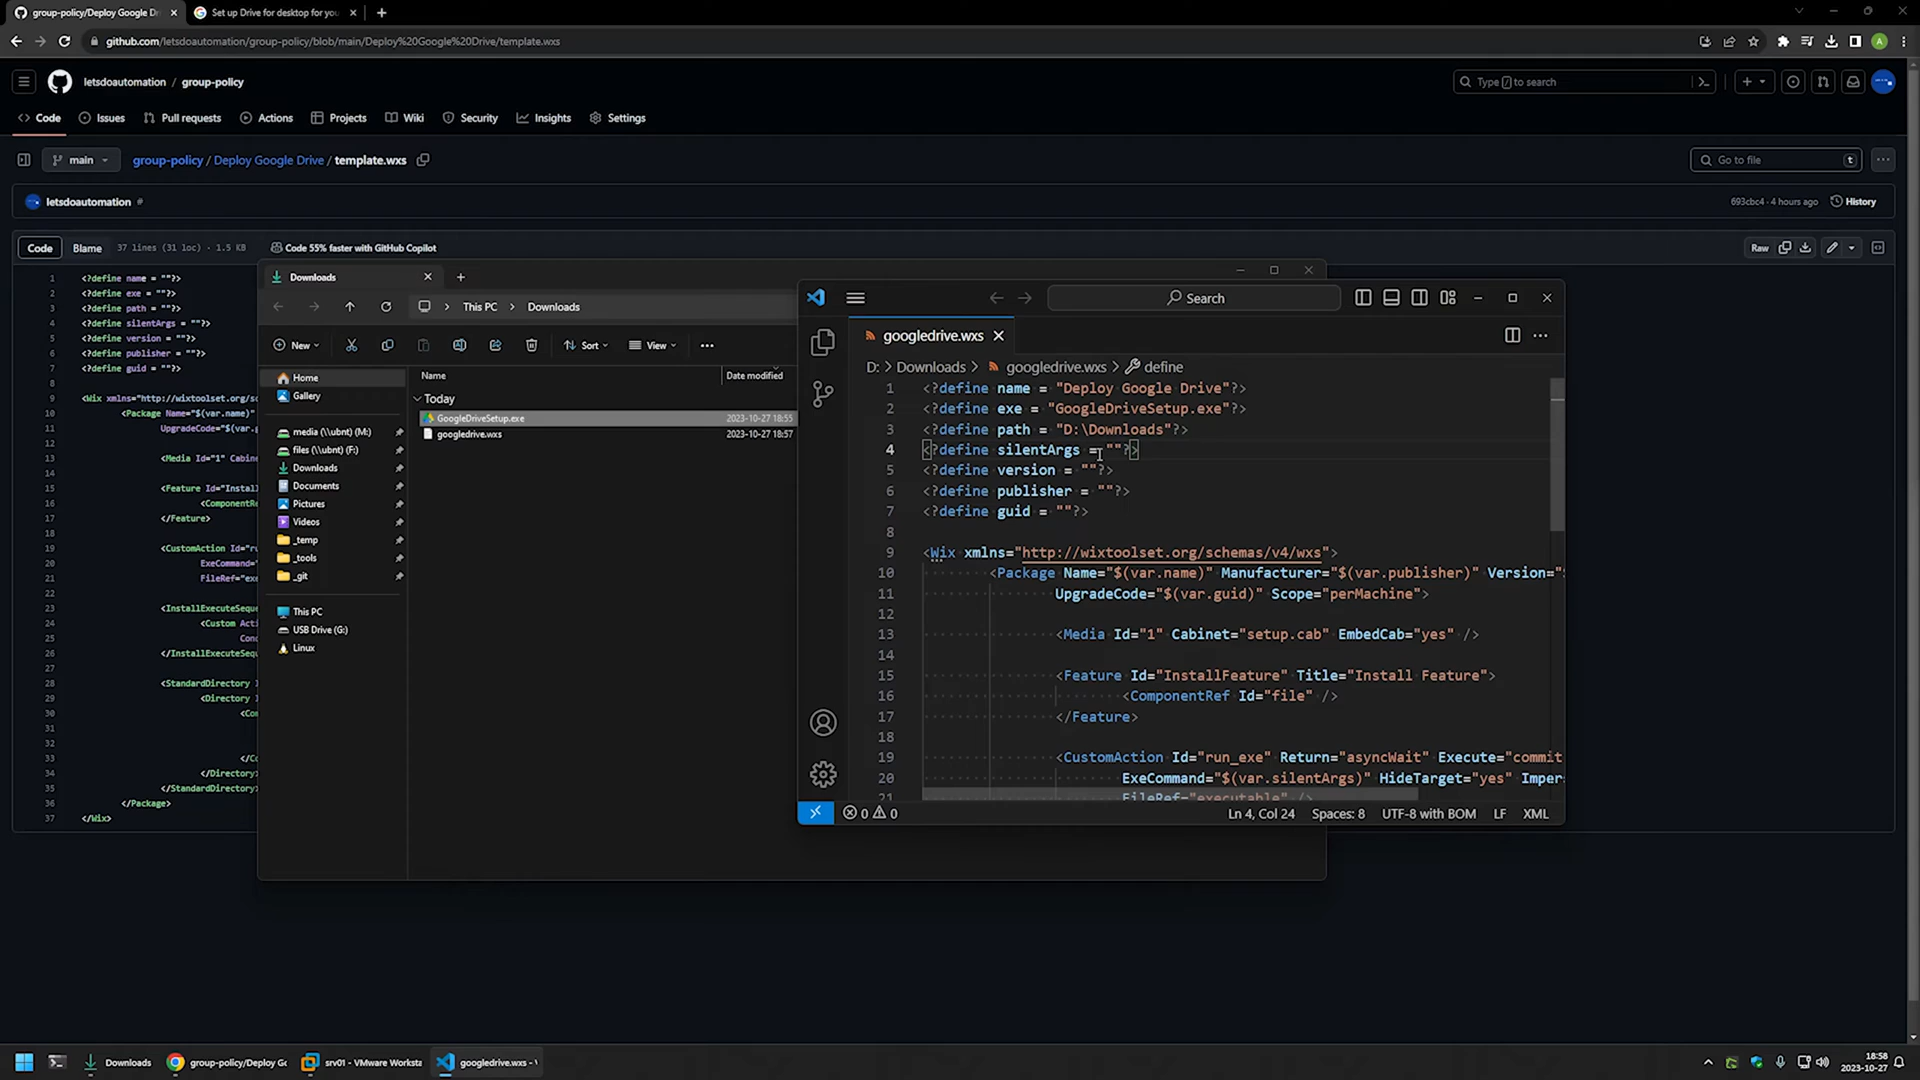 group-policy/Deploy Google Dr
Set up Drive for desktop for you
github.com/letsdoautomation/group-policy/blob/main/Deploy%20Google%20Drive/template.wxs
A
letsdoautomation / group-policy
Type / to search
Code
Issues
Pull requests
Actions
Projects
Wiki
Security
Insights
Settings
main
group-policy / Deploy Google Drive / template.wxs
Go to file
t
letsdoautomation #
693cbc4 · 4 hours ago
History
Code
Blame
37 lines (31 loc) · 1.5 KB
Code 55% faster with GitHub Copilot
Raw
1 <?define name = ""?>
2 <?define exe = ""?>
3 <?define path = ""?>
4 <?define silentArgs = ""?>
5 <?define version = ""?>
6 <?define publisher = ""?>
7 <?define guid = ""?>
8
9 <Wix xmlns="http://wixtoolset.org/s
10 <Package Name="$(var.name)"
11 UpgradeCode="$(var.g
12
13 <Media Id="1" Cabine
14
15 <Feature Id="Instal
16 <ComponentRe
17 </Feature>
18
19 <CustomAction Id="ru
20 ExeCommand="
21 FileRef="exe
22
23 <InstallExecuteSeque
24 <Custom Acti
25 Conc
26 </InstallExecuteSequ
27
28 <StandardDirectory I
29 <Directory I
30 <Com
31
32
33 </Co
34 </Directory>
35 </StandardDirectory>
36 </Package>
37 </Wix>
Downloads
This PC
Downloads
New
Sort
View
Home
Gallery
media (\\ubnt) (M:)
files (\\ubnt) (F:)
Downloads
Documents
Pictures
Videos
_temp
_tools
_git
This PC
USB Drive (G:)
Linux
Name
Date modified
Today
GoogleDriveSetup.exe 2023-10-27 18:55
googledrive.wxs 2023-10-27 18:57
Search
googledrive.wxs
D: > Downloads > googledrive.wxs > define
1 <?define name = "Deploy Google Drive"?>
2 <?define exe = "GoogleDriveSetup.exe"?>
3 <?define path = "D:\Downloads"?>
4 <?define silentArgs = ""?>
5 <?define version = ""?>
6 <?define publisher = ""?>
7 <?define guid = ""?>
8
9 <Wix xmlns="http://wixtoolset.org/schemas/v4/wxs">
10 <Package Name="$(var.name)" Manufacturer="$(var.publisher)" Version="
11 UpgradeCode="$(var.guid)" Scope="perMachine">
12
13 <Media Id="1" Cabinet="setup.cab" EmbedCab="yes" />
14
15 <Feature Id="InstallFeature" Title="Install Feature">
16 <ComponentRef Id="file" />
17 </Feature>
18
19 <CustomAction Id="run_exe" Return="asyncWait" Execute="commit
20 ExeCommand="$(var.silentArgs)" HideTarget="yes" Imper
21 FileRef="executable" />
0 0
Ln 4, Col 24
Spaces: 8
UTF-8 with BOM
LF
XML
Downloads
group-policy/Deploy Go
srv01 - VMware Worksta
googledrive.wxs - V
18:58
2023-10-27